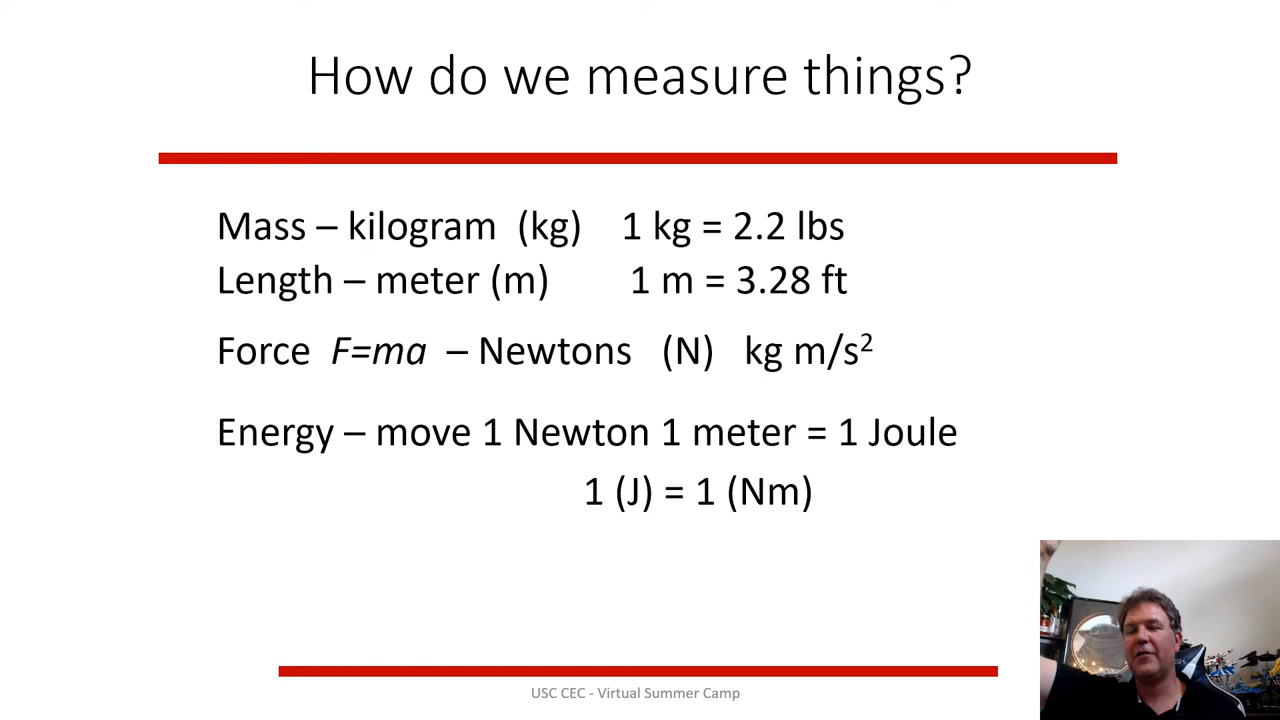 How do we measure things?
Mass – kilogram (kg) 1 kg = 2.2 lbs
Length – meter (m) 1 m = 3.28 ft
Force F=ma – Newtons (N) kg m/s²
Energy – move 1 Newton 1 meter = 1 Joule
1 (J) = 1 (Nm)
USC CEC - Virtual Summer Camp